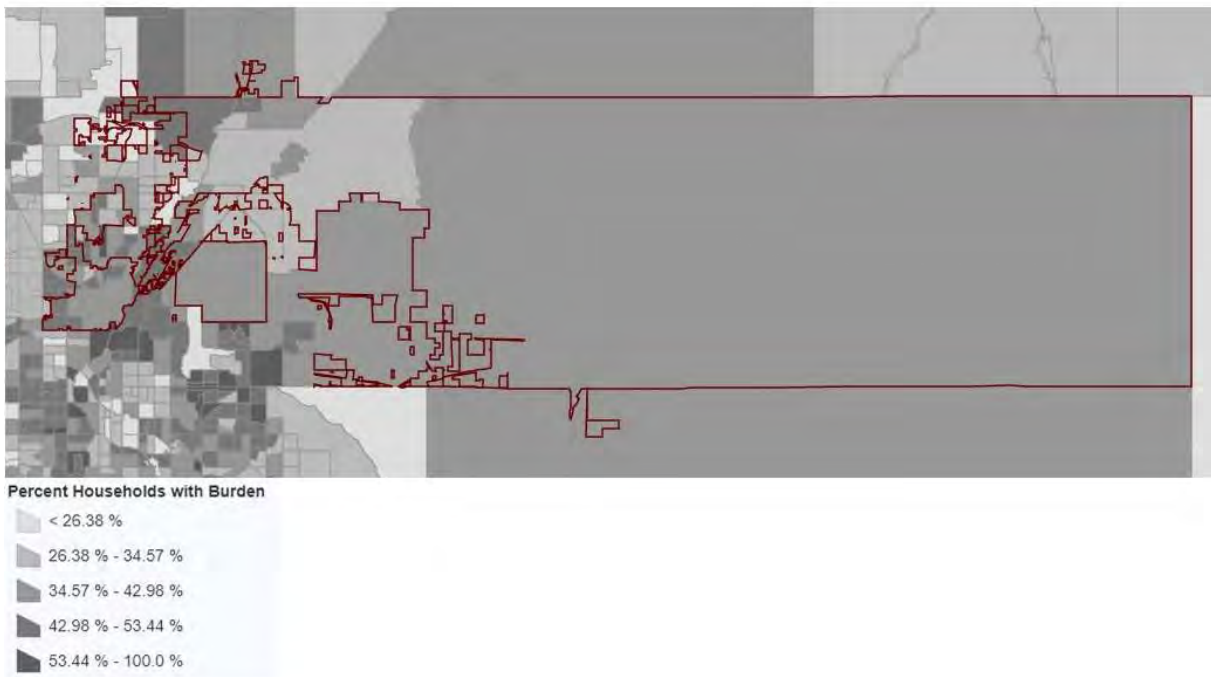 Percent Households with Burden
< 26.38 %
26.38 % - 34.57 %
34.57 % - 42.98 %
42.98 % - 53.44 %
53.44 % - 100.0 %